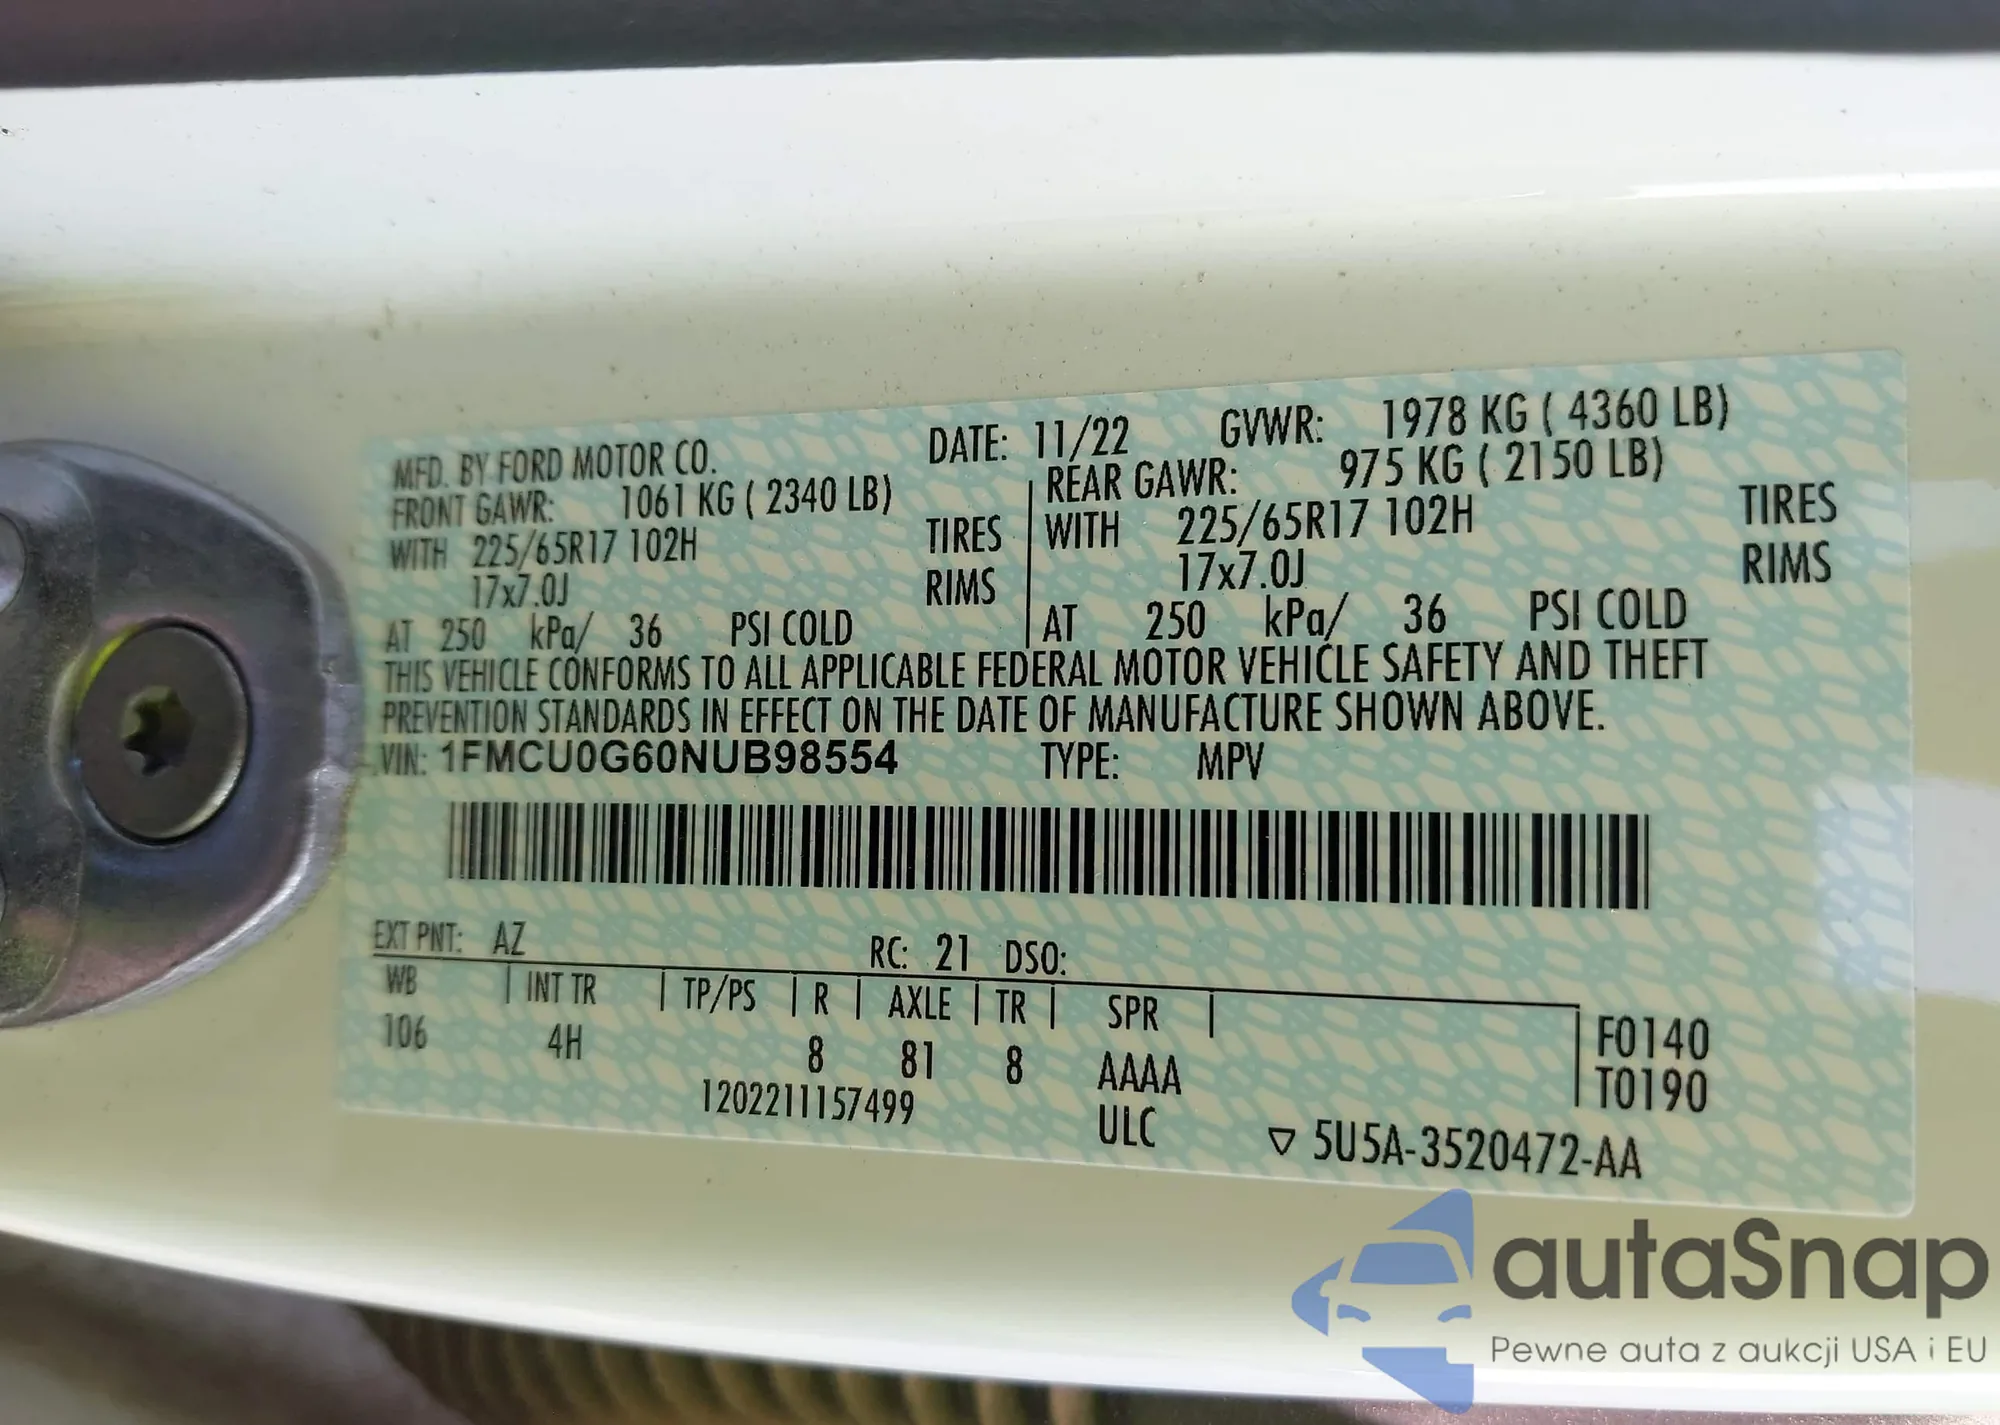 MFD. BY FORD MOTOR CO. DATE: 11/22 GVWR: 1978 KG ( 4360 LB)
FRONT GAWR: 1061 KG ( 2340 LB) REAR GAWR: 975 KG ( 2150 LB)
WITH 225/65R17 102H TIRES WITH 225/65R17 102H TIRES
17x7.0J RIMS 17x7.0J RIMS
AT 250 kPa/ 36 PSI COLD AT 250 kPa/ 36 PSI COLD
THIS VEHICLE CONFORMS TO ALL APPLICABLE FEDERAL MOTOR VEHICLE SAFETY AND THEFT
PREVENTION STANDARDS IN EFFECT ON THE DATE OF MANUFACTURE SHOWN ABOVE.
VIN: 1FMCU0G60NUB98554 TYPE: MPV
EXT PNT: AZ RC: 21 DSO:
WB INT TR TP/PS R AXLE TR SPR
106 4H 8 81 8 AAAA
F0140
T0190
1202211157499 ULC
▽ 5U5A-3520472-AA
autaSnap
Pewne auta z aukcji USA i EU